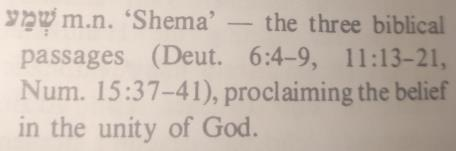 שְׁמַע m.n. ‘Shema’ — the three biblical
passages (Deut. 6:4–9, 11:13–21,
Num. 15:37–41), proclaiming the belief
in the unity of God.